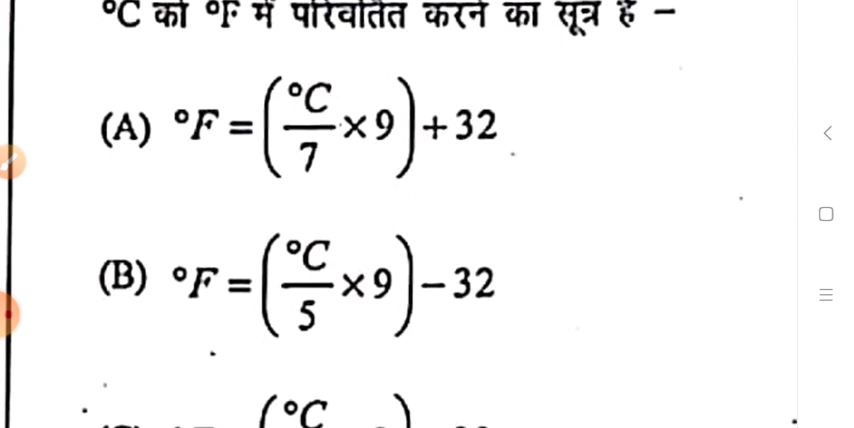 °C को °F में परिवर्तित करने का सूत्र है –
(A) °F = (°C/7 × 9) + 32
(B) °F = (°C/5 × 9) – 32
(°C